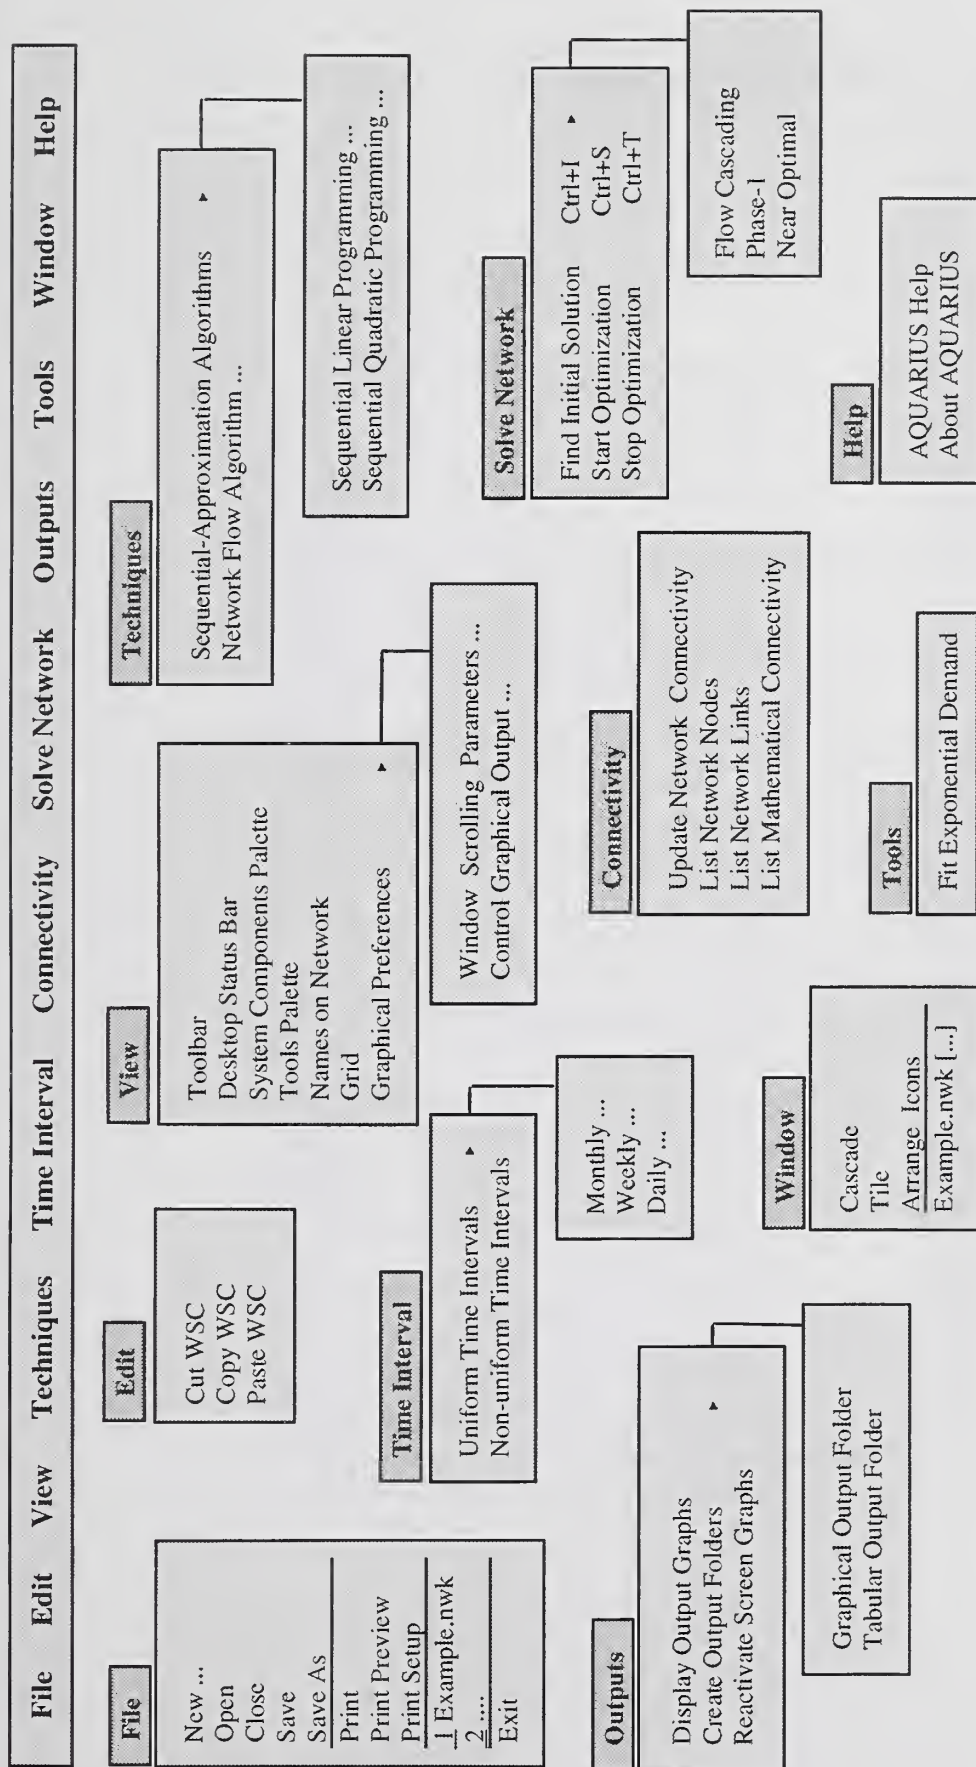 File Edit View Techniques Time Interval Connectivity Solve Network Outputs Tools Window Help
File
New ...
Open
Close
Save
Save As
Print
Print Preview
Print Setup
1 Example.nwk
2 ....
Exit
Edit
Cut WSC
Copy WSC
Paste WSC
View
Toolbar
Desktop Status Bar
System Components Palette
Tools Palette
Names on Network
Grid
Graphical Preferences
Window Scrolling Parameters ...
Control Graphical Output ...
Techniques
Sequential-Approximation Algorithms
Network Flow Algorithm ...
Sequential Linear Programming ...
Sequential Quadratic Programming ...
Time Interval
Uniform Time Intervals
Non-uniform Time Intervals
Monthly ...
Weekly ...
Daily ...
Connectivity
Update Network Connectivity
List Network Nodes
List Network Links
List Mathematical Connectivity
Solve Network
Find Initial Solution Ctrl+I
Start Optimization Ctrl+S
Stop Optimization Ctrl+T
Flow Cascading
Phase-I
Near Optimal
Outputs
Display Output Graphs
Create Output Folders
Reactivate Screen Graphs
Graphical Output Folder
Tabular Output Folder
Window
Cascade
Tile
Arrange Icons
Example.nwk [...]
Tools
Fit Exponential Demand
Help
AQUARIUS Help
About AQUARIUS